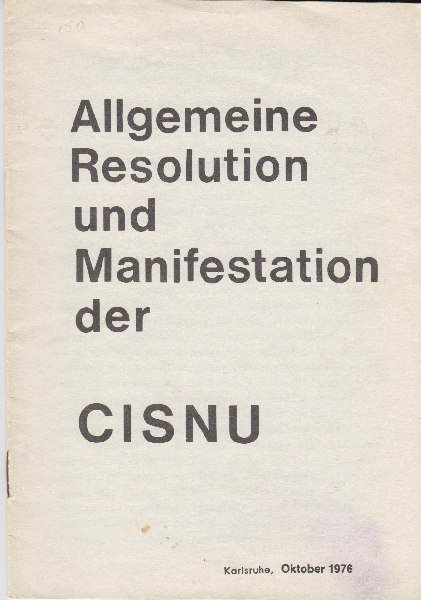 Allgemeine
Resolution
und
Manifestation
der
CISNU
Karlsruhe, Oktober 1976